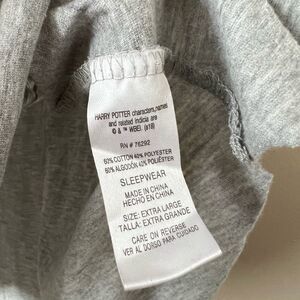 HARRY POTTER characters, names
and related indicia are
© & ™ WBEI. (s18)
RN # 76292
60% COTTON 40% POLYESTER
60% ALGODÓN 40% POLIÉSTER
SLEEPWEAR
MADE IN CHINA
HECHO EN CHINA
SIZE: EXTRA LARGE
TALLA: EXTRA GRANDE
CARE ON REVERSE
VER AL DORSO PARA CUIDADO